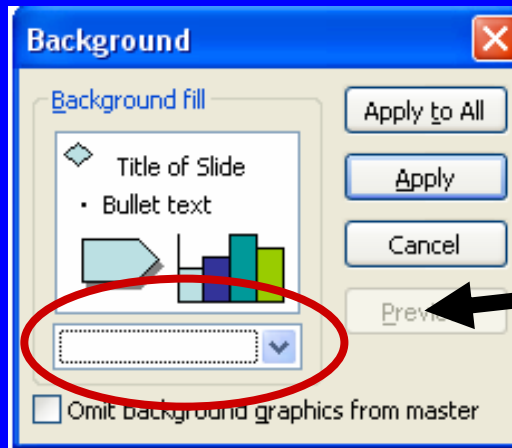 Background
Background fill
Apply to All
Title of Slide
Apply
• Bullet text
Cancel
Omit background graphics from master